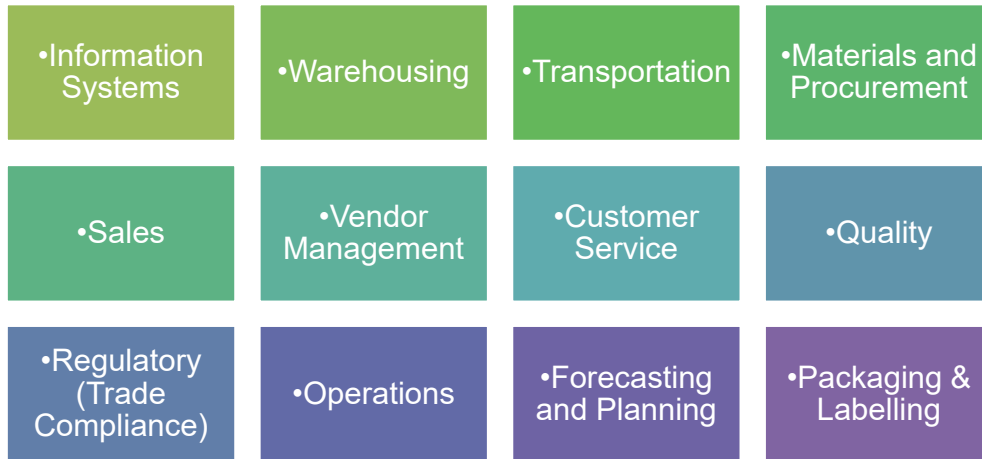 •Information
Systems
•Warehousing
•Transportation
•Materials and
Procurement
•Sales
•Vendor
Management
•Customer
Service
•Quality
•Regulatory
(Trade
Compliance)
•Operations
•Forecasting
and Planning
•Packaging &
Labelling